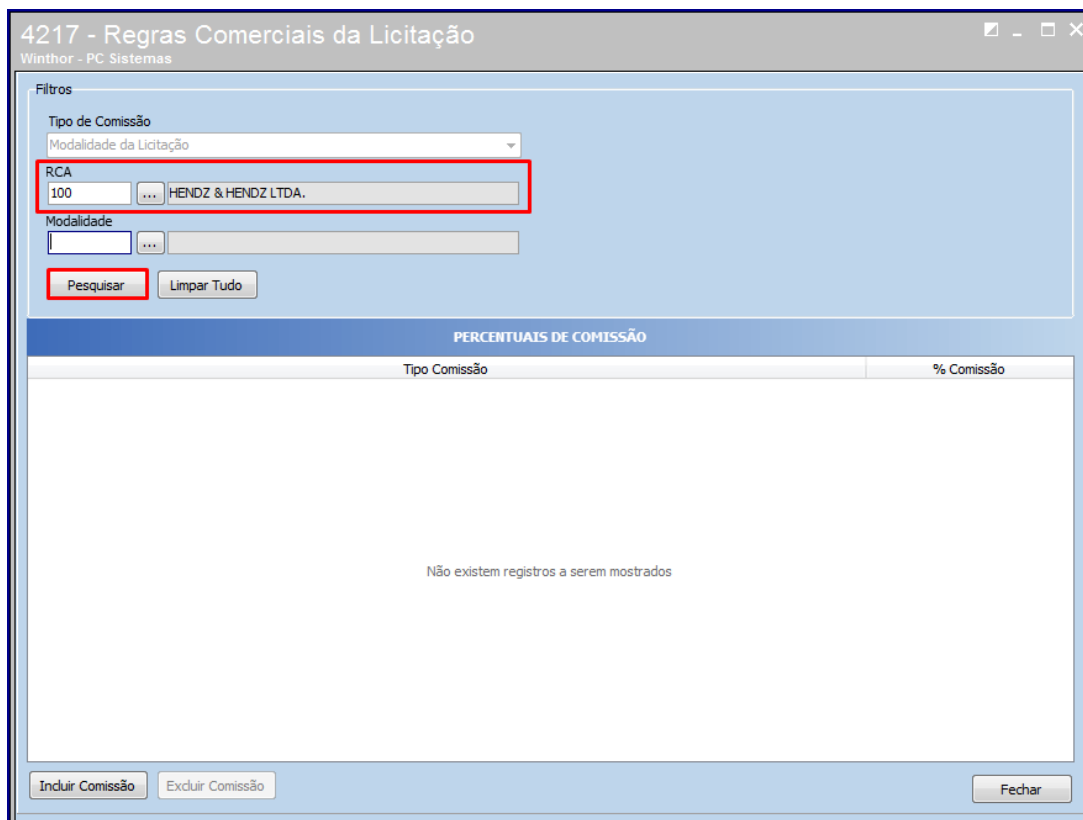 4217 - Regras Comerciais da Licitação
Winthor - PC Sistemas
Filtros
Tipo de Comissão
Modalidade da Licitação
RCA
100 ... HENDZ & HENDZ LTDA.
Modalidade
...
Pesquisar Limpar Tudo
PERCENTUAIS DE COMISSÃO
Tipo Comissão % Comissão
Não existem registros a serem mostrados
Incluir Comissão Excluir Comissão Fechar